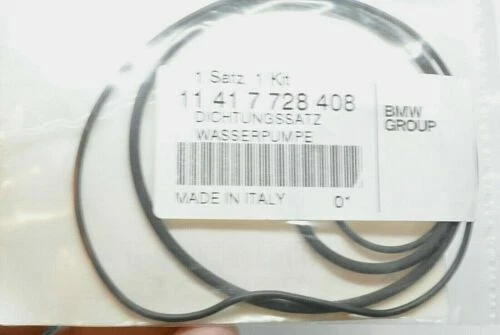 1 Satz, 1 Kit
11 41 7 728 408
DICHTUNGSSATZ
WASSERPUMPE
MADE IN ITALY 0*
BMW
GROUP